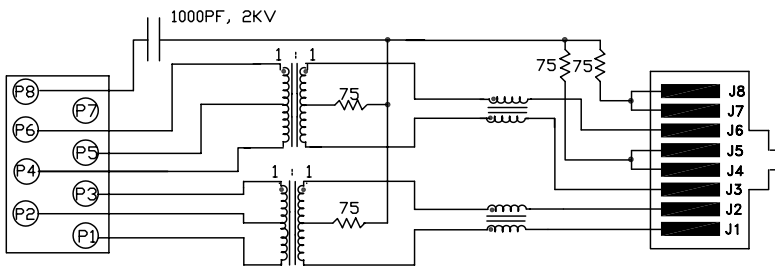 1000PF, 2KV
1 : 1
75
75 75
P8
P7
P6
P5
P4
P3
P2
P1
1 : 1
75
J8
J7
J6
J5
J4
J3
J2
J1